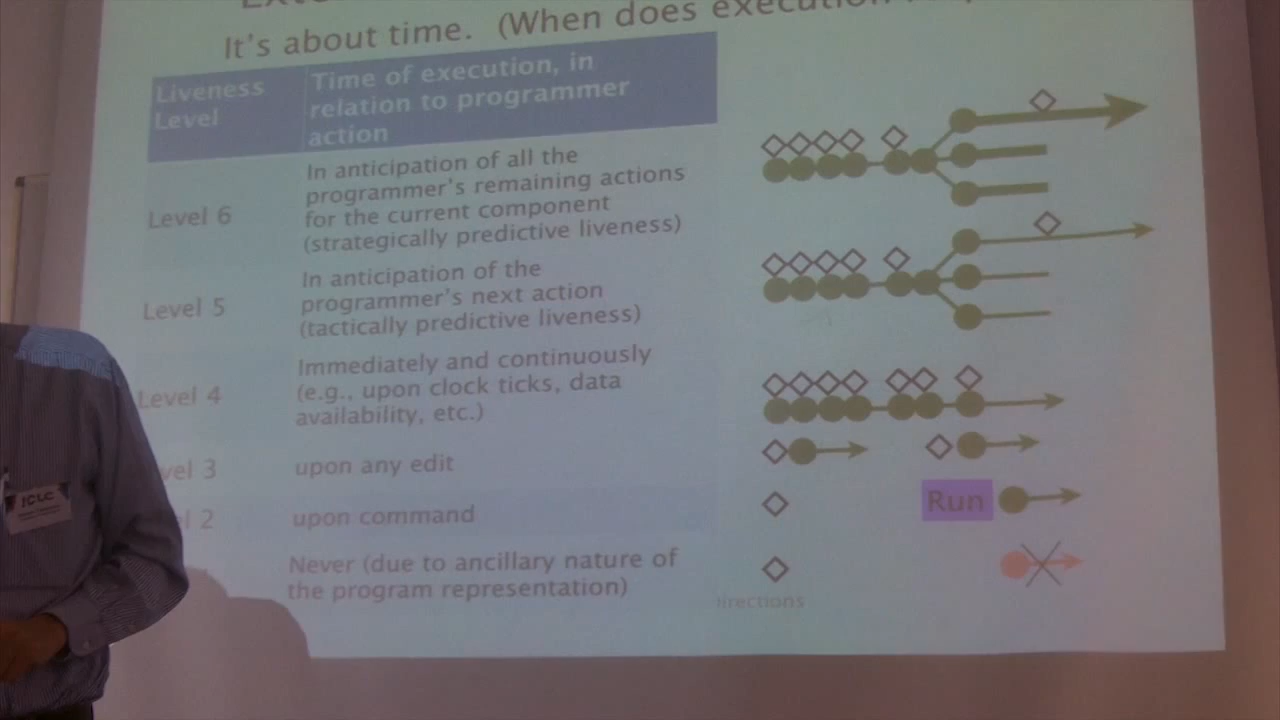 It's about time. (When does execution
Liveness
Level
Time of execution, in
relation to programmer
action
Level 6
In anticipation of all the
programmer's remaining actions
for the current component
(strategically predictive liveness)
Level 5
In anticipation of the
programmer's next action
(tactically predictive liveness)
Level 4
Immediately and continuously
(e.g., upon clock ticks, data
availability, etc.)
vel 3
upon any edit
l 2
upon command
Run
Never (due to ancillary nature of
the program representation)
irections
ICLC